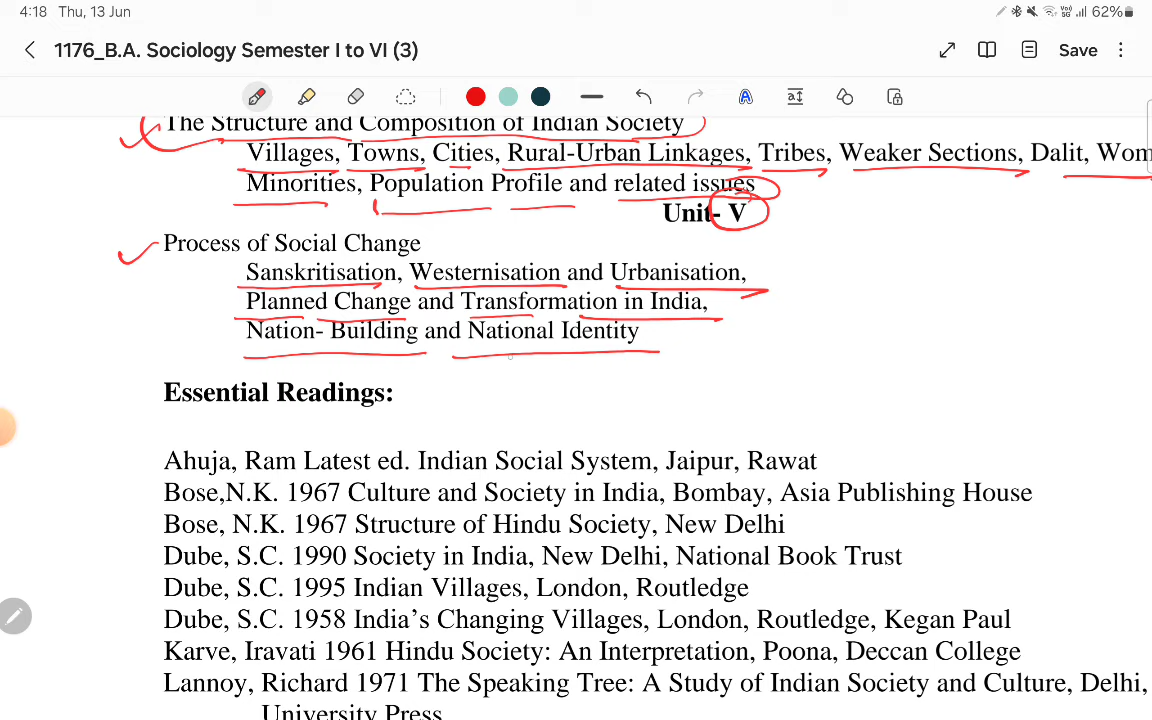 4:18 Thu, 13 Jun 62%
1176_B.A. Sociology Semester I to VI (3) Save
The Structure and Composition of Indian Society
Villages, Towns, Cities, Rural-Urban Linkages, Tribes, Weaker Sections, Dalit, Wom
Minorities, Population Profile and related issues
Unit- V
Process of Social Change
Sanskritisation, Westernisation and Urbanisation,
Planned Change and Transformation in India,
Nation- Building and National Identity
Essential Readings:
Ahuja, Ram Latest ed. Indian Social System, Jaipur, Rawat
Bose,N.K. 1967 Culture and Society in India, Bombay, Asia Publishing House
Bose, N.K. 1967 Structure of Hindu Society, New Delhi
Dube, S.C. 1990 Society in India, New Delhi, National Book Trust
Dube, S.C. 1995 Indian Villages, London, Routledge
Dube, S.C. 1958 India’s Changing Villages, London, Routledge, Kegan Paul
Karve, Iravati 1961 Hindu Society: An Interpretation, Poona, Deccan College
Lannoy, Richard 1971 The Speaking Tree: A Study of Indian Society and Culture, Delhi,
University Press